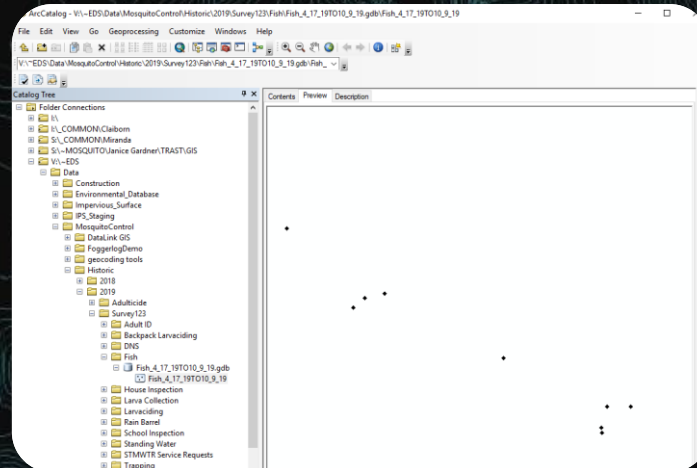 ArcCatalog - V:\~EDS\Data\MosquitoControl\Historic\2019\Survey123\Fish\Fish_4_17_19TO10_9_19.gdb\Fish_4_17_19TO10_9_19
File Edit View Go Geoprocessing Customize Windows Help
V:\~EDS\Data\MosquitoControl\Historic\2019\Survey123\Fish\Fish_4_17_19TO10_9_19.gdb\Fish_
Catalog Tree
Contents Preview Description
Folder Connections
I:\
I:\_COMMON\Claiborn
S:\_COMMON\Miranda
S:\~MOSQUITO\Janice Gardner\TRAST\GIS
V:\~EDS
Data
Construction
Environmental_Database
Impervious_Surface
IPS_Staging
MosquitoControl
DataLink GIS
FoggerlogDemo
geocoding tools
Historic
2018
2019
Adulticide
Survey123
Adult ID
Backpack Larvaciding
DNS
Fish
Fish_4_17_19TO10_9_19.gdb
Fish_4_17_19TO10_9_19
House Inspection
Larva Collection
Larvaciding
Rain Barrel
School Inspection
Standing Water
STMWTR Service Requests
Trapping